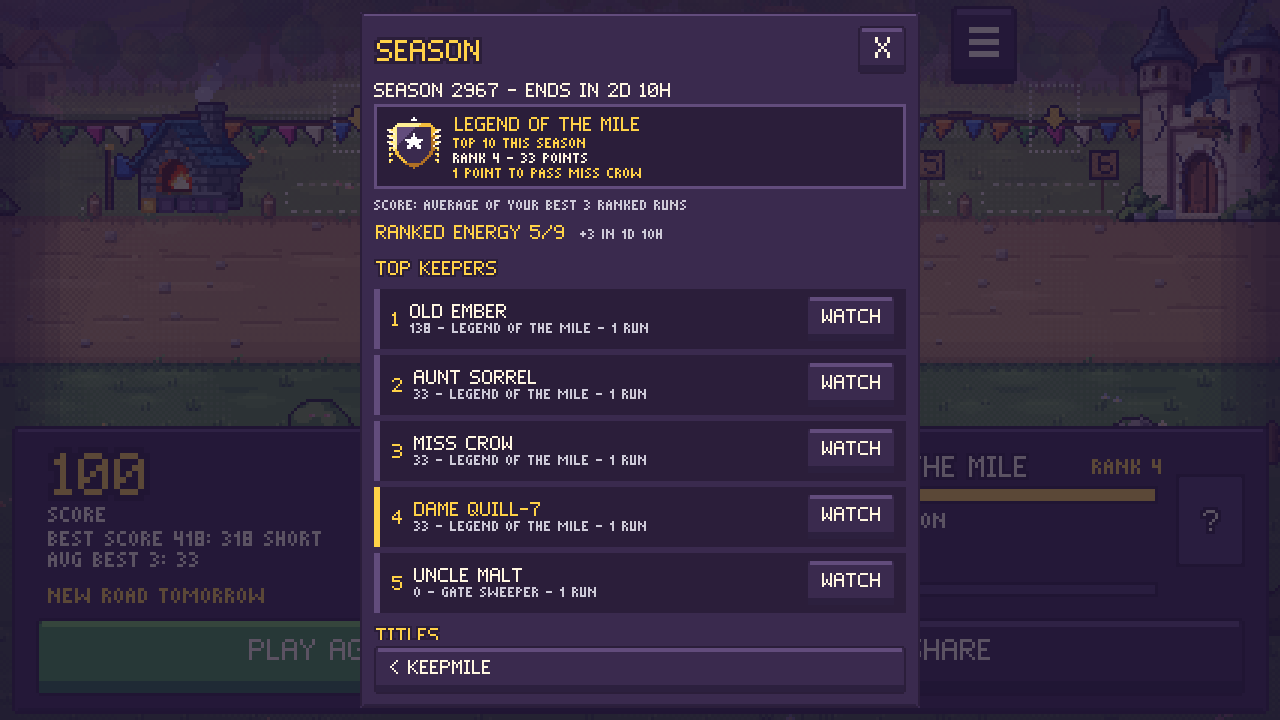 SEASON
X
SEASON 2967 - ENDS IN 2D 10H
LEGEND OF THE MILE
TOP 10 THIS SEASON
RANK 4 - 33 POINTS
1 POINT TO PASS MISS CROW
SCORE: AVERAGE OF YOUR BEST 3 RANKED RUNS
RANKED ENERGY 5/9 +3 IN 1D 10H
TOP KEEPERS
1 OLD EMBER WATCH
138 - LEGEND OF THE MILE - 1 RUN
2 AUNT SORREL WATCH
33 - LEGEND OF THE MILE - 1 RUN
3 MISS CROW WATCH
33 - LEGEND OF THE MILE - 1 RUN
4 DAME QUILL-7 WATCH
33 - LEGEND OF THE MILE - 1 RUN
5 UNCLE MALT WATCH
0 - GATE SWEEPER - 1 RUN
TITLES
< KEEPMILE
5
6
100
SCORE
BEST SCORE 418: 318 SHORT
AVG BEST 3: 33
NEW ROAD TOMORROW
PLAY AG
THE MILE RANK 4
ON
?
SHARE